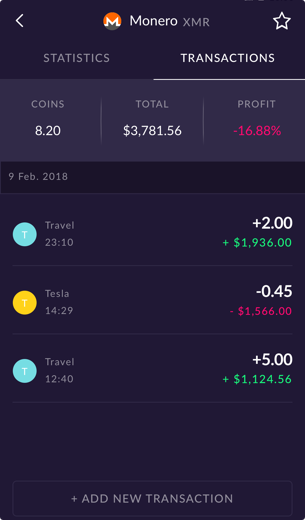 Monero XMR
STATISTICS TRANSACTIONS
COINS TOTAL PROFIT
8.20 $3,781.56 -16.88%
9 Feb. 2018
Travel +2.00
T
23:10 + $1,936.00
Tesla -0.45
T
14:29 - $1,566.00
Travel +5.00
T
12:40 + $1,124.56
+ ADD NEW TRANSACTION